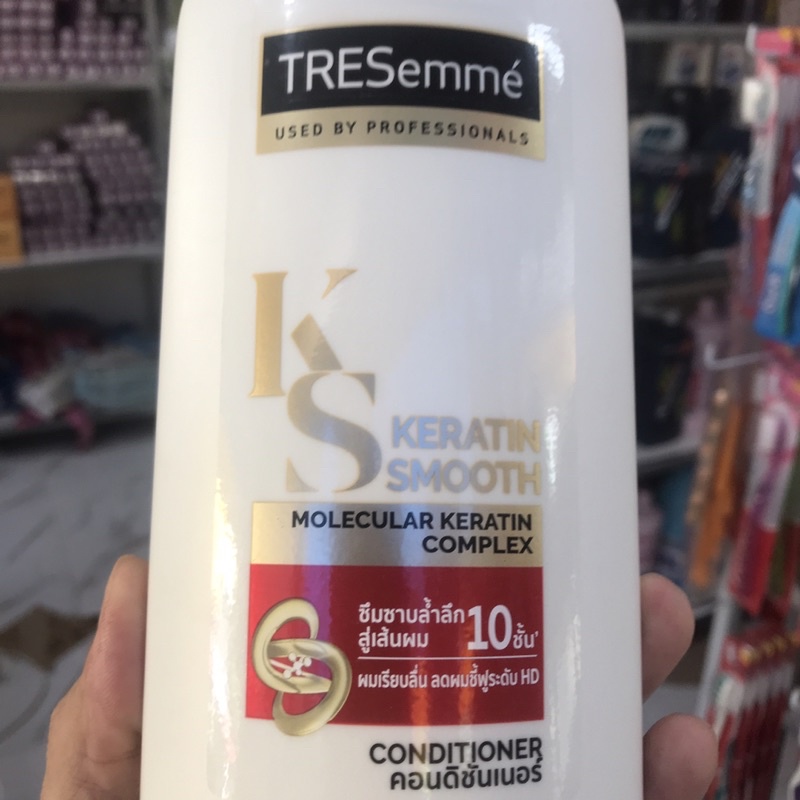 TRESemmé
USED BY PROFESSIONALS
KS
KERATIN
SMOOTH
MOLECULAR KERATIN
COMPLEX
ซึมซาบล้ำลึก
สู่เส้นผม 10 ชั้น
ผมเรียบลื่น ลดผมชี้ฟูระดับ HD
CONDITIONER
คอนดิชันเนอร์